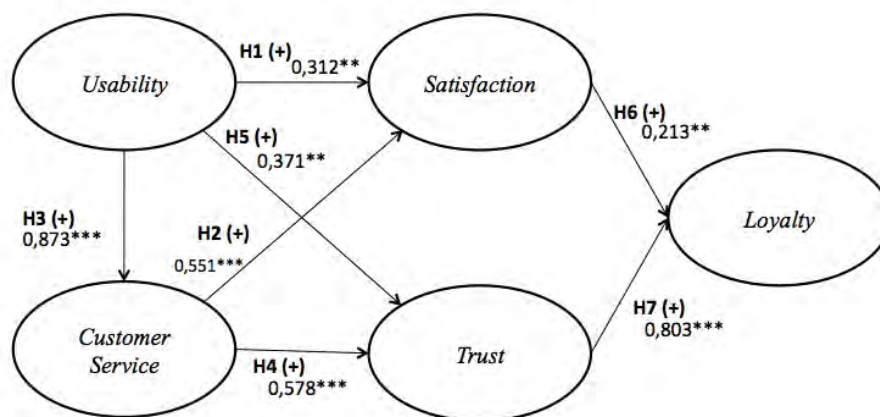 Usability
H1 (+)
0,312**
Satisfaction
H5 (+)
0,371**
H6 (+)
0,213**
H3 (+)
0,873***
H2 (+)
0,551***
Loyalty
Customer
Service
H4 (+)
0,578***
Trust
H7 (+)
0,803***